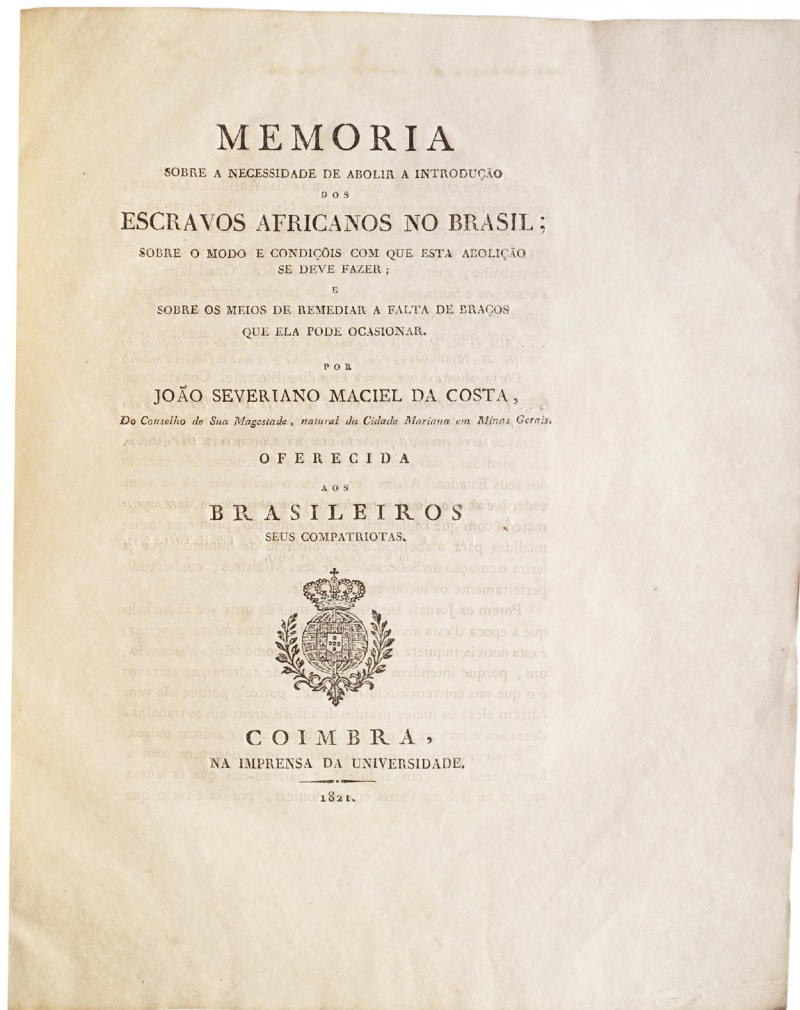 MEMORIA
SOBRE A NECESSIDADE DE ABOLIR A INTRODUÇÃO
DOS
ESCRAVOS AFRICANOS NO BRASIL;
SOBRE O MODO E CONDIÇÕIS COM QUE ESTA ABOLIÇÃO
SE DEVE FAZER;
E
SOBRE OS MEIOS DE REMEDIAR A FALTA DE BRAÇOS
QUE ELA PODE OCASIONAR.
POR
JOÃO SEVERIANO MACIEL DA COSTA,
Do Conselho de Sua Magestade, natural da Cidade Mariana em Minas Gerais.
OFERECIDA
AOS
BRASILEIROS
SEUS COMPATRIOTAS.
COIMBRA,
NA IMPRENSA DA UNIVERSIDADE.
1821.